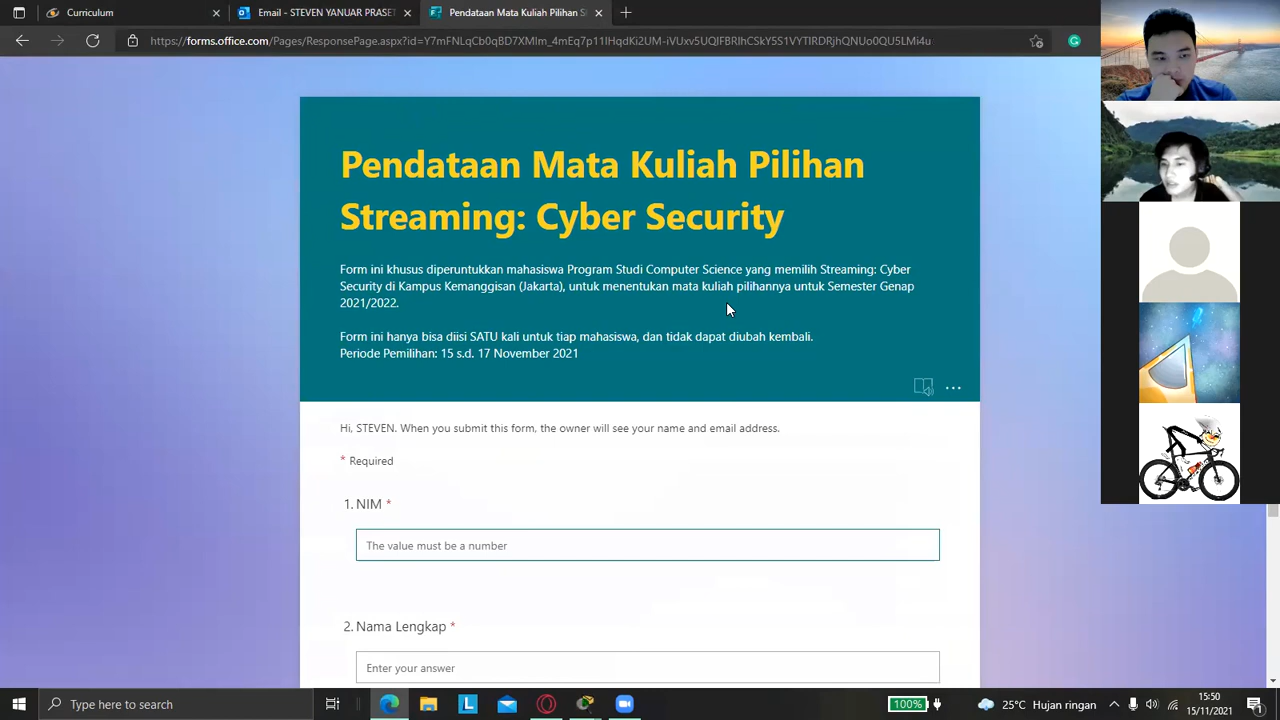 Curriculum
Email - STEVEN YANUAR PRASET
Pendataan Mata Kuliah Pilihan S
https://forms.office.com/Pages/ResponsePage.aspx?id=
Pendataan Mata Kuliah Pilihan
Streaming: Cyber Security
Form ini khusus diperuntukkan mahasiswa Program Studi Computer Science yang memilih Streaming: Cyber
Security di Kampus Kemanggisan (Jakarta), untuk menentukan mata kuliah pilihannya untuk Semester Genap
2021/2022.
Form ini hanya bisa diisi SATU kali untuk tiap mahasiswa, dan tidak dapat diubah kembali.
Periode Pemilihan: 15 s.d. 17 November 2021
Hi, STEVEN. When you submit this form, the owner will see your name and email address.
* Required
1. NIM *
The value must be a number
2. Nama Lengkap *
Enter your answer
Type here to search
L
100%
25°C Hujan ringan
15:50
15/11/2021
1